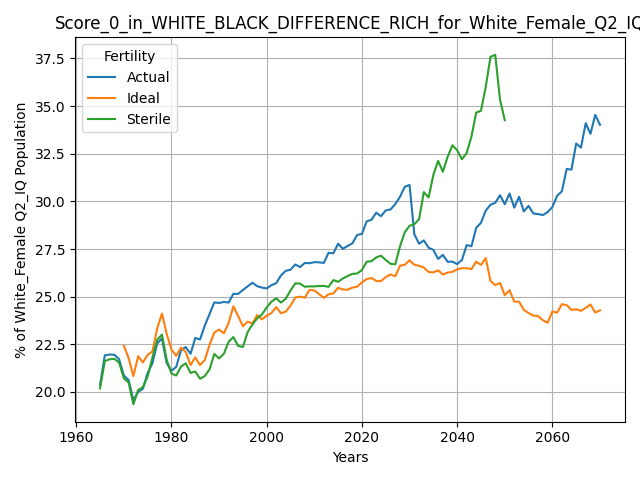 Score_0_in_WHITE_BLACK_DIFFERENCE_RICH_for_White_Female_Q2_IQ
Fertility
Actual
Ideal
Sterile
% of White_Female Q2_IQ Population
37.5
35.0
32.5
30.0
27.5
25.0
22.5
20.0
1960
1980
2000
2020
2040
2060
Years